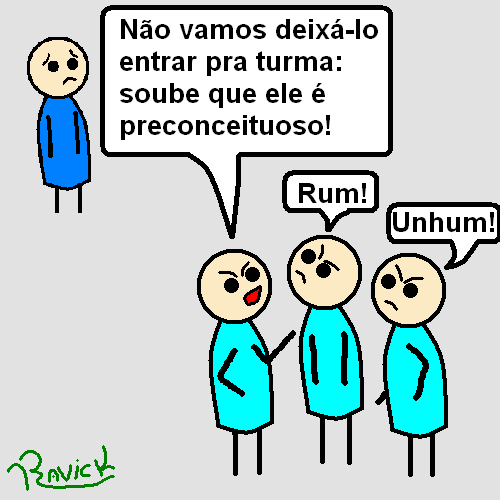 Não vamos deixá-lo
entrar pra turma:
soube que ele é
preconceituoso!
Rum!
Unhum!
Ravick